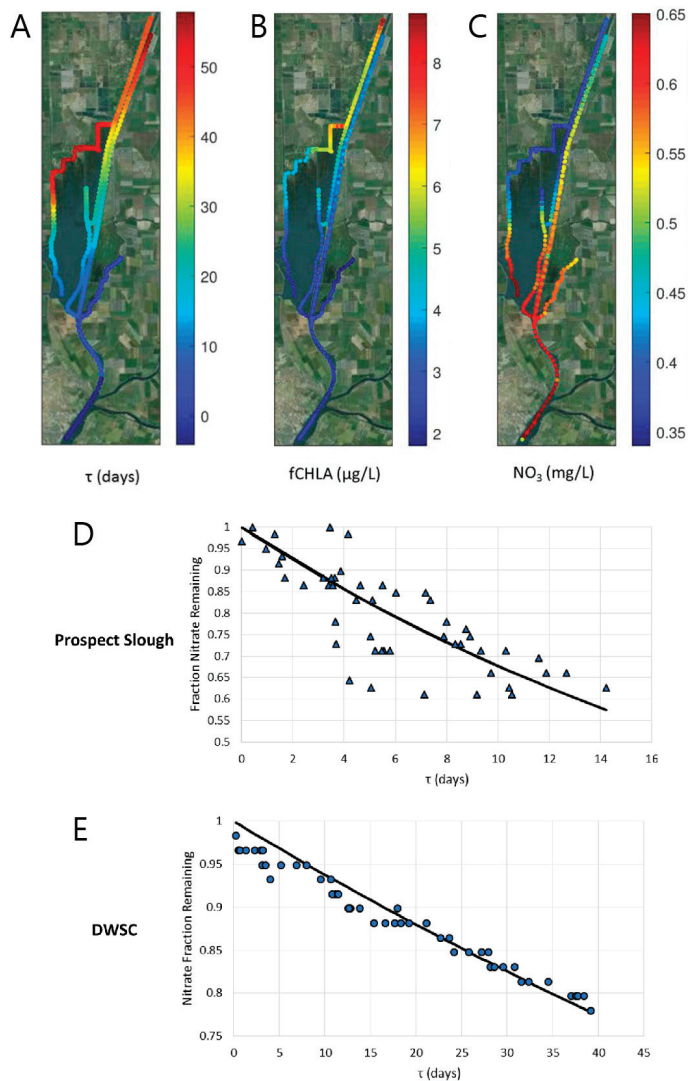 A
B
C
50
40
30
20
10
0
8
7
6
5
4
3
2
0.65
0.6
0.55
0.5
0.45
0.4
0.35
τ (days)
fCHLA (µg/L)
NO₃ (mg/L)
D
Prospect Slough
Fraction Nitrate Remaining
1
0.95
0.9
0.85
0.8
0.75
0.7
0.65
0.6
0.55
0.5
0 2 4 6 8 10 12 14 16
τ (days)
E
DWSC
Nitrate Fraction Remaining
1
0.95
0.9
0.85
0.8
0.75
0 5 10 15 20 25 30 35 40 45
τ (days)